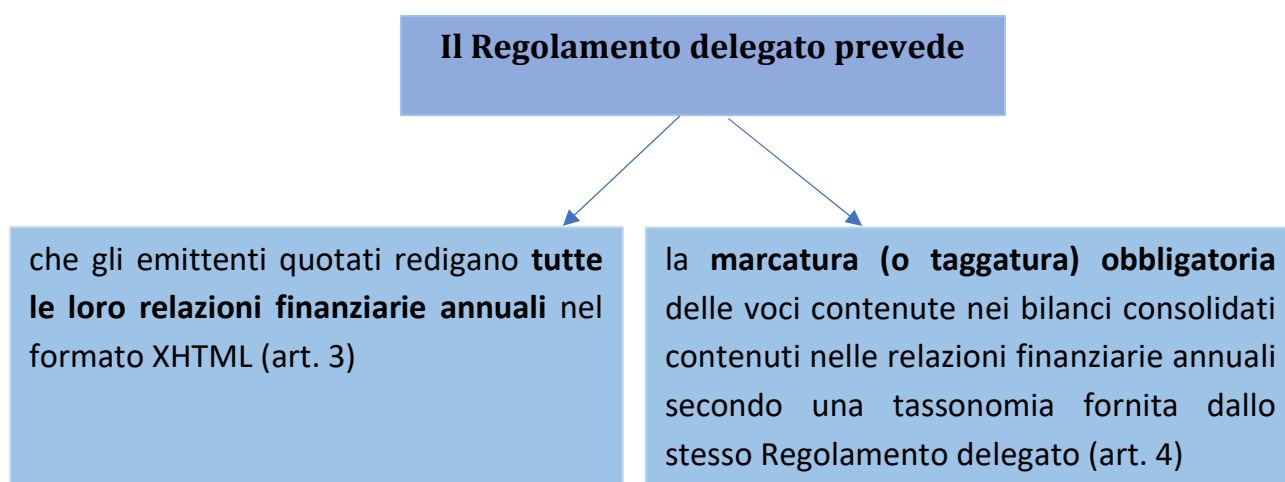 Il Regolamento delegato prevede
che gli emittenti quotati redigano tutte
le loro relazioni finanziarie annuali nel
formato XHTML (art. 3)
la marcatura (o taggatura) obbligatoria
delle voci contenute nei bilanci consolidati
contenuti nelle relazioni finanziarie annuali
secondo una tassonomia fornita dallo
stesso Regolamento delegato (art. 4)